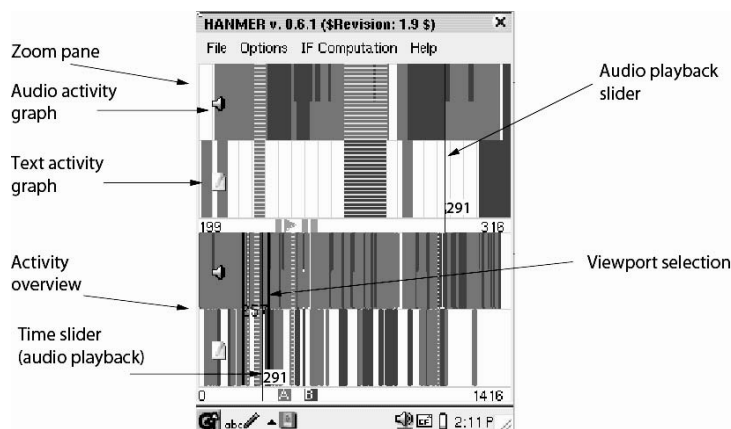 HANMER v. 0.6.1 ($Revision: 1.9 $)
File Options IF Computation Help
Zoom pane
Audio activity
graph
Text activity
graph
Audio playback
slider
291
199 316
Activity
overview
Viewport selection
257
Time slider
(audio playback)
291
0 A B 1416
abc 2:11 P